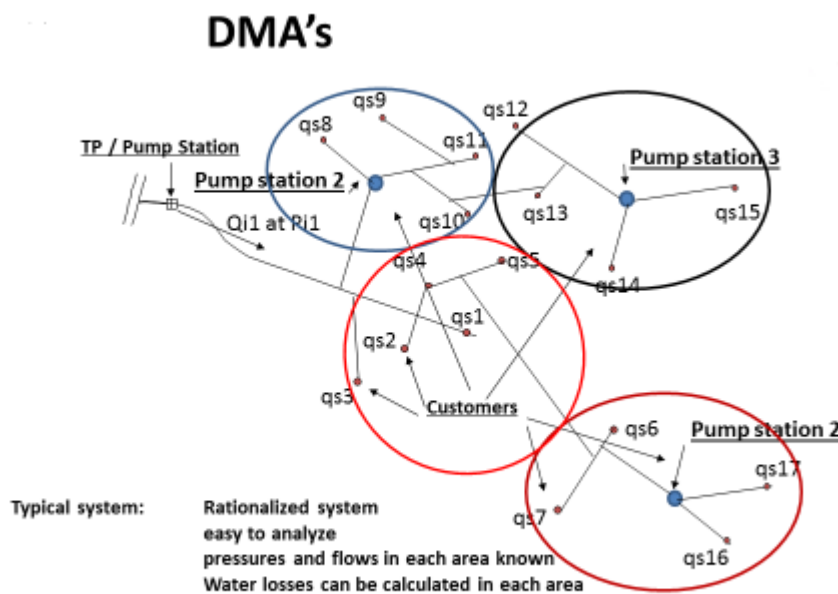 DMA's
qs9
qs12
qs8
TP / Pump Station
qs11
Pump station 3
Pump station 2
qs15
qs10
qs13
Qi1 at Pi1
qs4
qs5
qs14
qs1
qs2
qs3
Customers
qs6
Pump station 2
qs17
qs7
qs16
Typical system: Rationalized system
easy to analyze
pressures and flows in each area known
Water losses can be calculated in each area